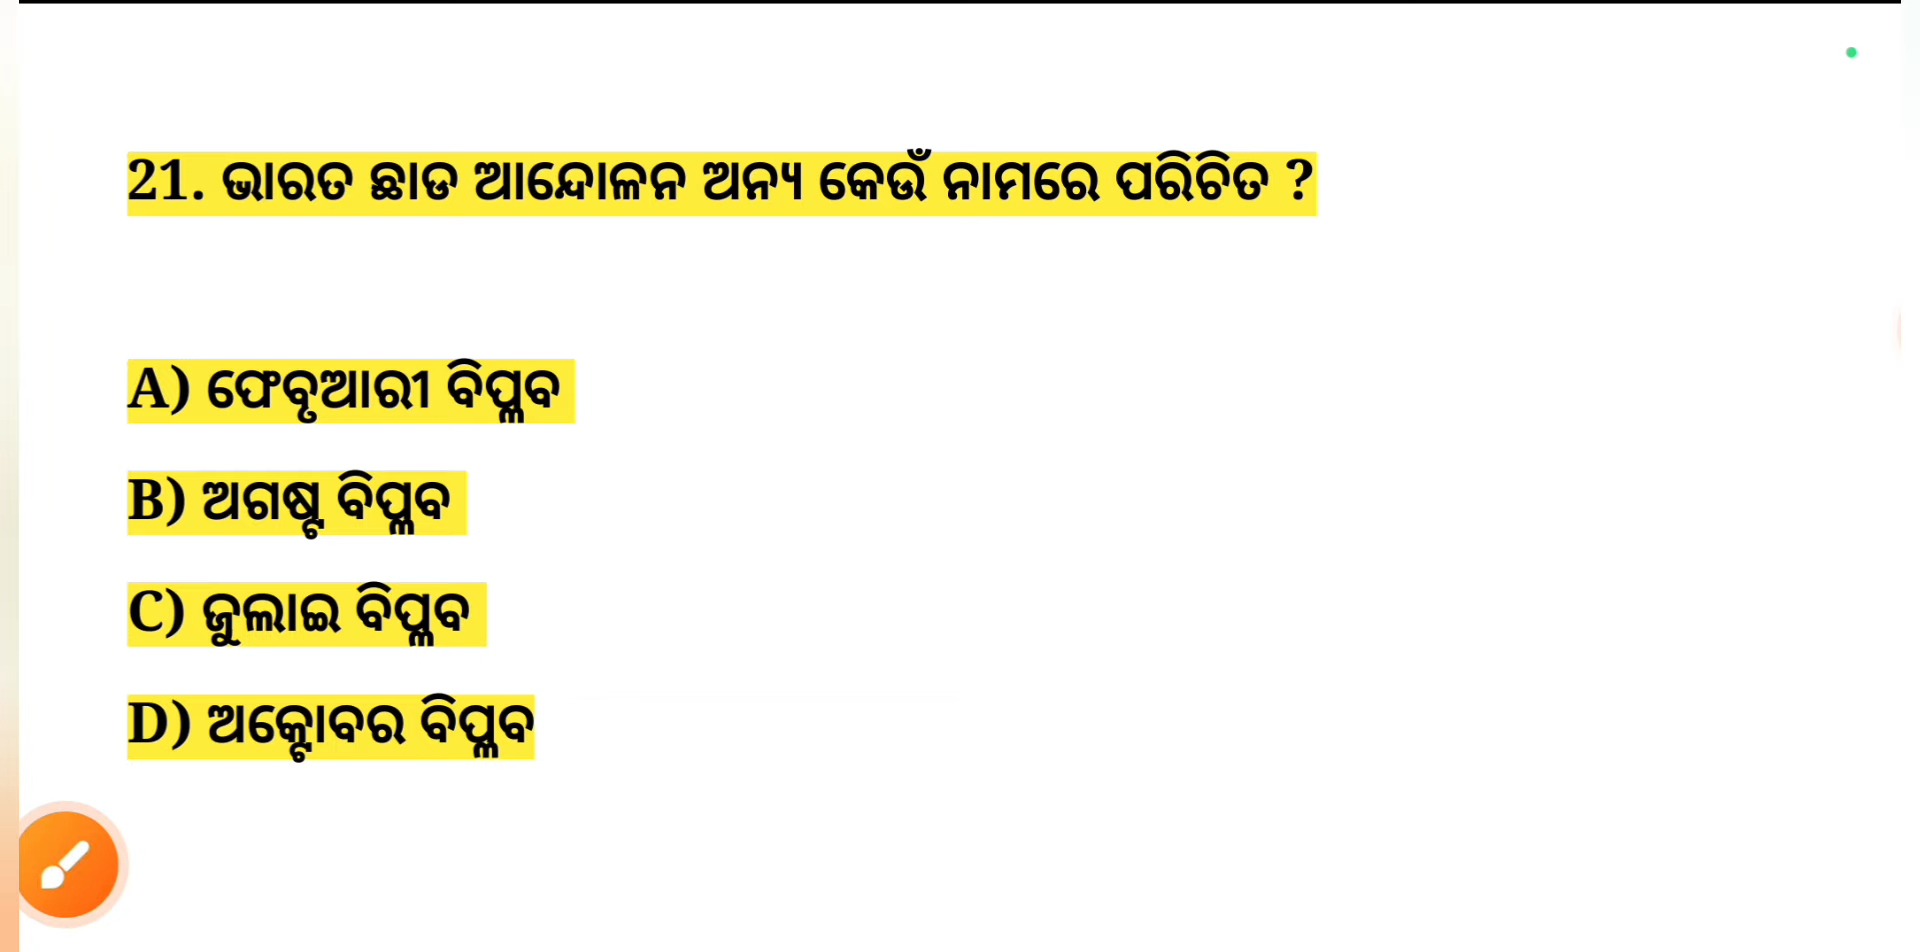 21. ଭାରତ ଛାଡ ଆନ୍ଦୋଳନ ଅନ୍ୟ କେଉଁ ନାମରେ ପରିଚିତ ?
A) ଫେବୃଆରୀ ବିପ୍ଳବ
B) ଅଗଷ୍ଟ ବିପ୍ଳବ
C) ଜୁଲାଇ ବିପ୍ଳବ
D) ଅକ୍ଟୋବର ବିପ୍ଳବ